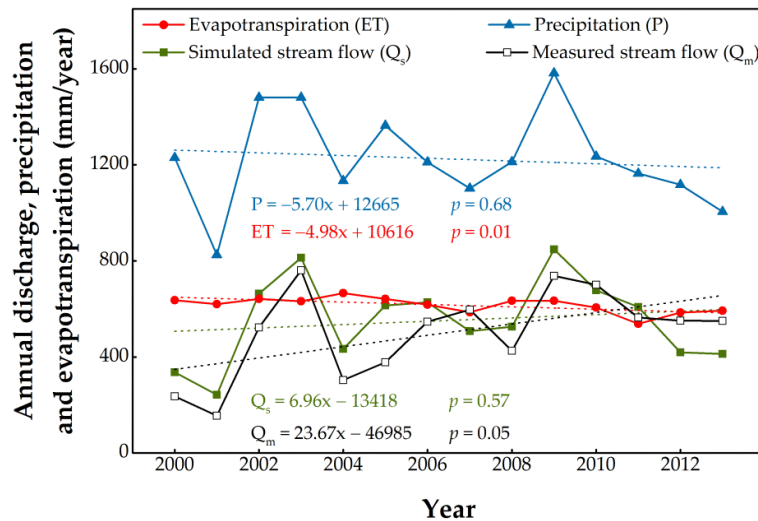 Evapotranspiration (ET)
Precipitation (P)
Simulated stream flow (Qs)
Measured stream flow (Qm)
Annual discharge, precipitation
and evapotranspiration (mm/year)
1600
1200
800
400
0
P = −5.70x + 12665 p = 0.68
ET = −4.98x + 10616 p = 0.01
Qs = 6.96x − 13418 p = 0.57
Qm = 23.67x − 46985 p = 0.05
2000 2002 2004 2006 2008 2010 2012
Year